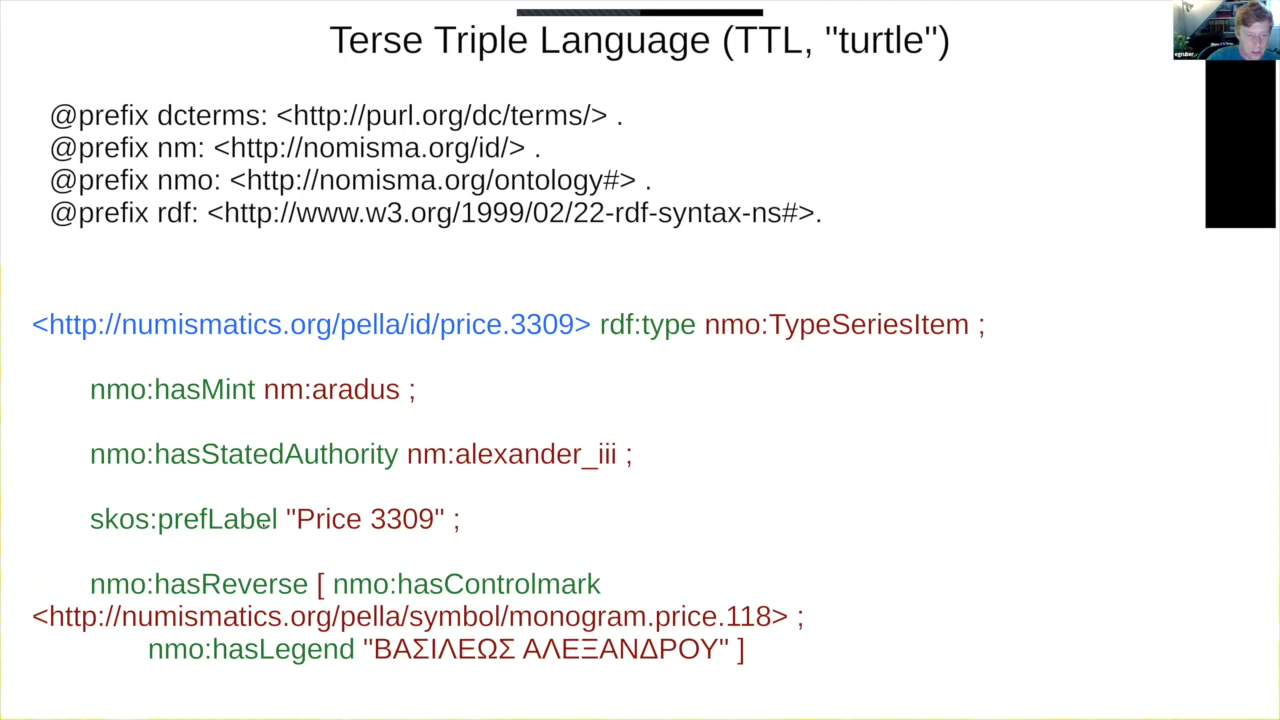 Terse Triple Language (TTL, "turtle")
@prefix dcterms: <http://purl.org/dc/terms/> .
@prefix nm: <http://nomisma.org/id/> .
@prefix nmo: <http://nomisma.org/ontology#> .
@prefix rdf: <http://www.w3.org/1999/02/22-rdf-syntax-ns#>.
<http://numismatics.org/pella/id/price.3309> rdf:type nmo:TypeSeriesItem ;
nmo:hasMint nm:aradus ;
nmo:hasStatedAuthority nm:alexander_iii ;
skos:prefLabel "Price 3309" ;
nmo:hasReverse [ nmo:hasControlmark
<http://numismatics.org/pella/symbol/monogram.price.118> ;
nmo:hasLegend "ΒΑΣΙΛΕΩΣ ΑΛΕΞΑΝΔΡΟΥ" ]
egruber